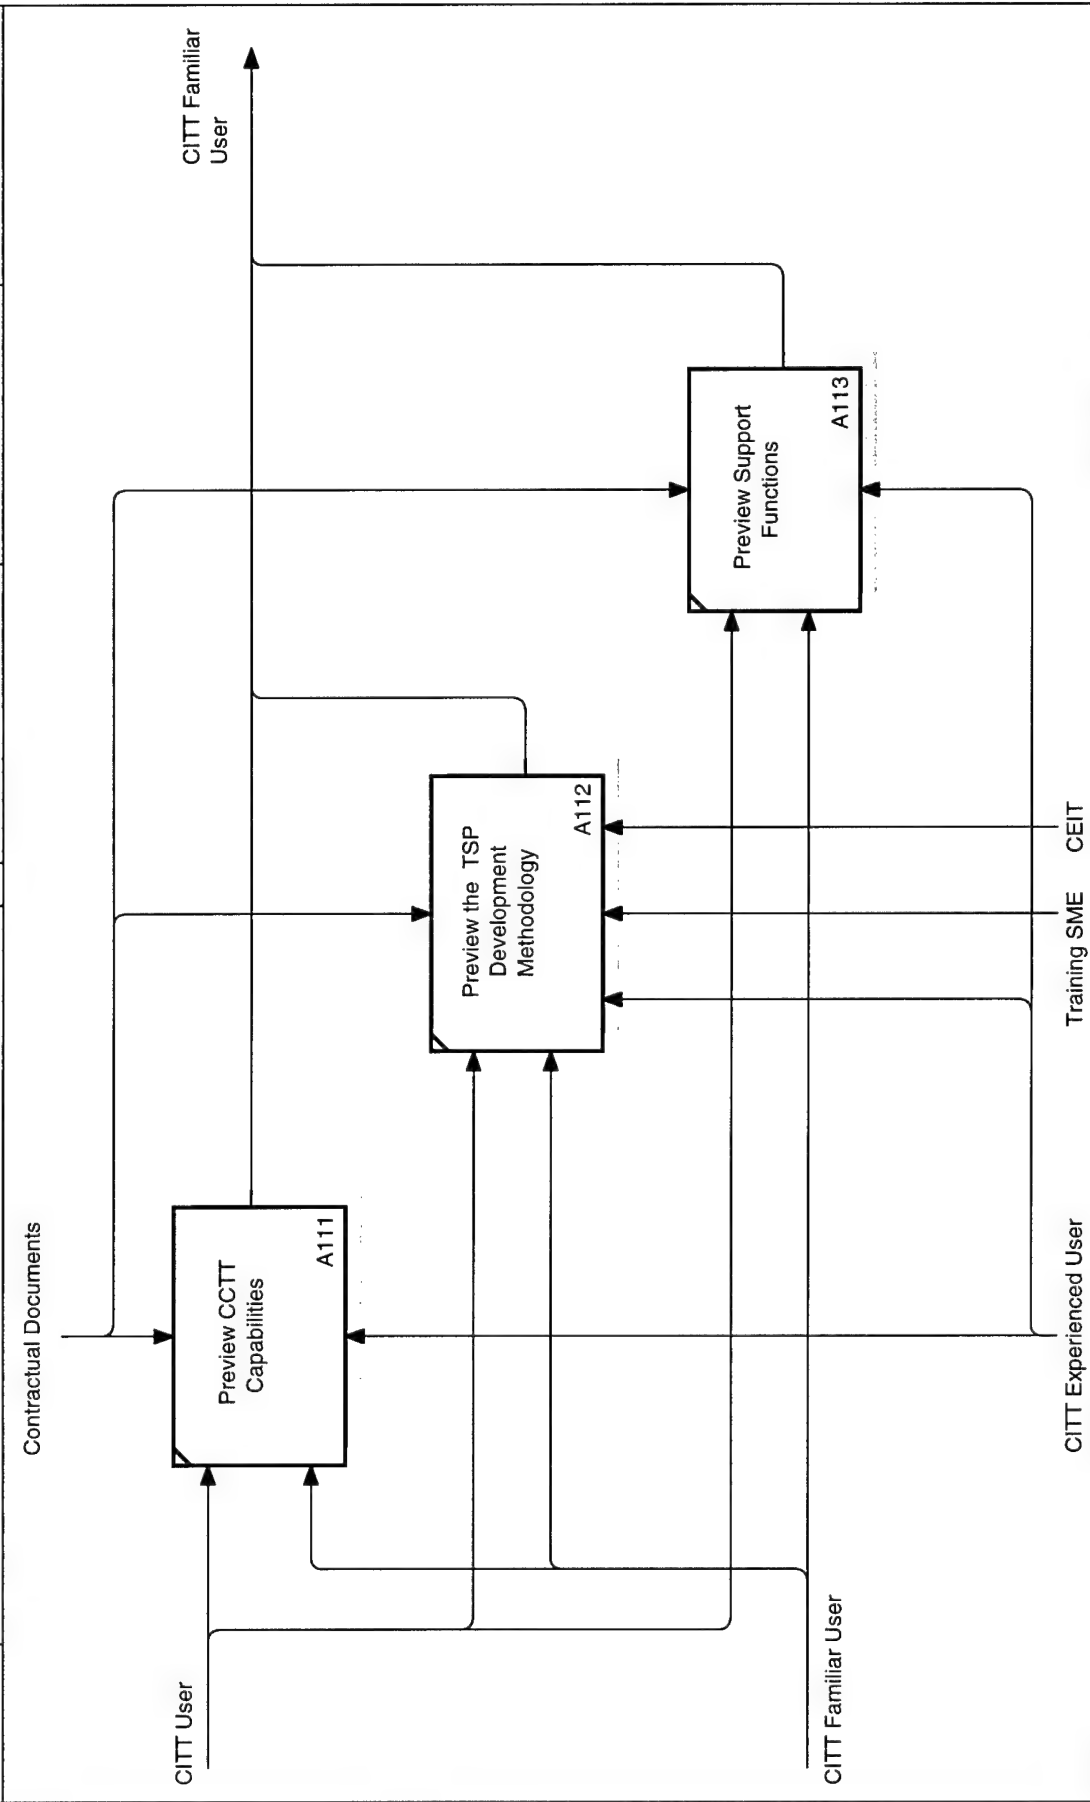 Contractual Documents
CITT User
Preview CCTT
Capabilities
A111
CITT Familiar
User
Preview the TSP
Development
Methodology
A112
Preview Support
Functions
A113
CITT Familiar User
CITT Experienced User
Training SME
CEIT